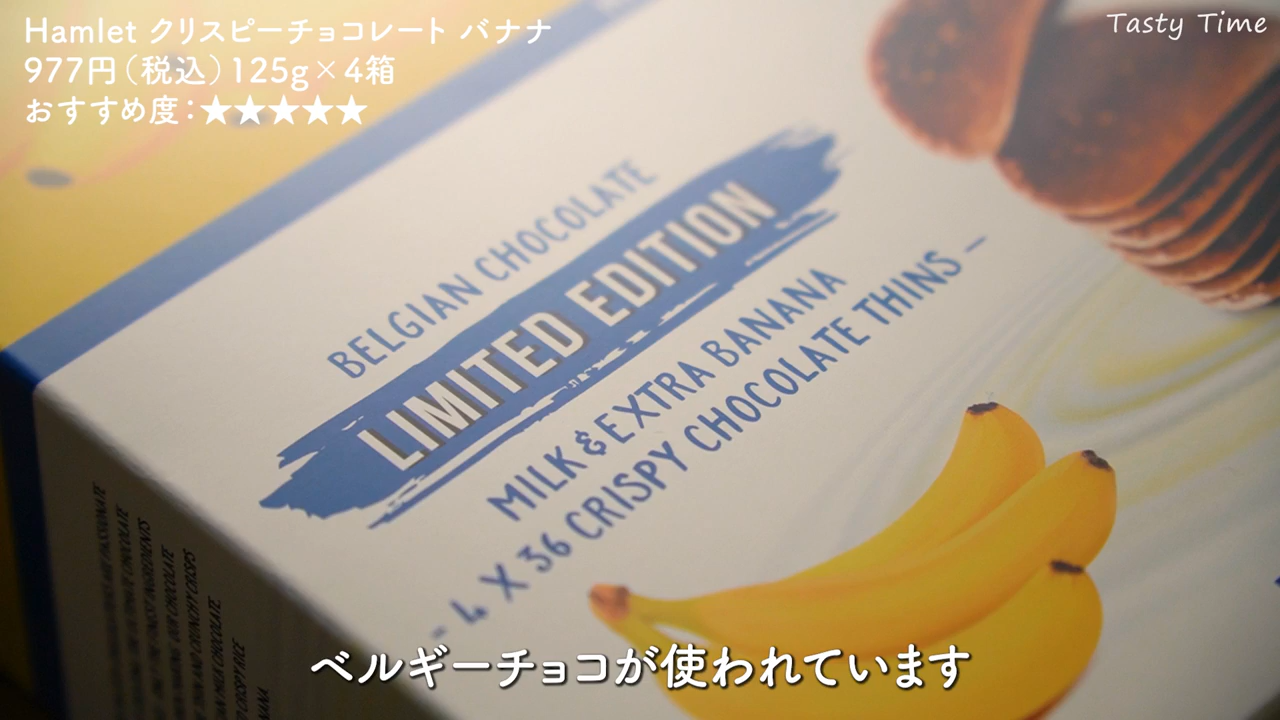 Hamlet クリスピーチョコレート バナナ
977円（税込）125g×4箱
おすすめ度：★★★★★
Tasty Time
BELGIAN CHOCOLATE
LIMITED EDITION
MILK & EXTRA BANANA
- 4 X 36 CRISPY CHOCOLATE THINS -
ベルギーチョコが使われています